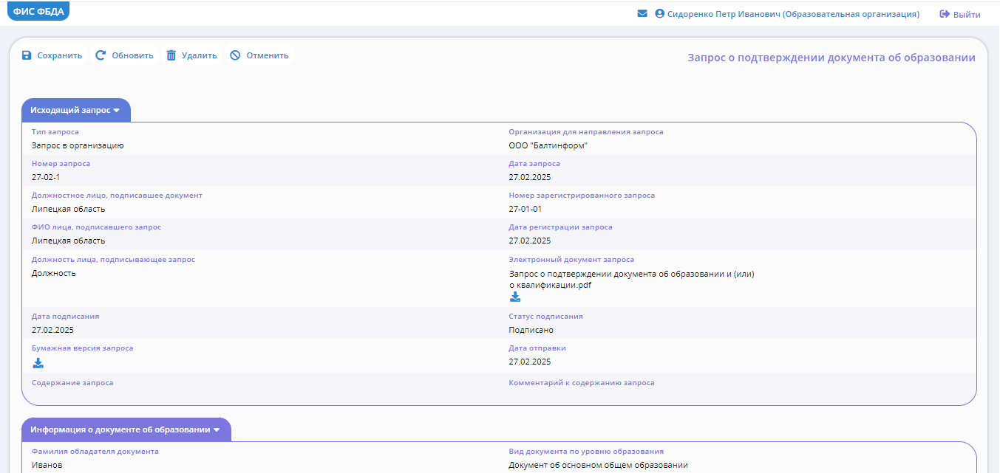 ФИС ФБДА
Сидоренко Петр Иванович (Образовательная организация)
Выйти
Сохранить
Обновить
Удалить
Отменить
Запрос о подтверждении документа об образовании
Исходящий запрос
Тип запроса
Запрос в организацию
Организация для направления запроса
ООО "Балтинформ"
Номер запроса
27-02-1
Дата запроса
27.02.2025
Должностное лицо, подписавшее документ
Липецкая область
Номер зарегистрированного запроса
27-01-01
ФИО лица, подписавшего запрос
Липецкая область
Дата регистрации запроса
27.02.2025
Должность лица, подписывающее запрос
Должность
Электронный документ запроса
Запрос о подтверждении документа об образовании и (или)
о квалификации.pdf
Дата подписания
27.02.2025
Статус подписания
Подписано
Бумажная версия запроса
Дата отправки
27.02.2025
Содержание запроса
Комментарий к содержанию запроса
Информация о документе об образовании
Фамилия обладателя документа
Иванов
Вид документа по уровню образования
Документ об основном общем образовании